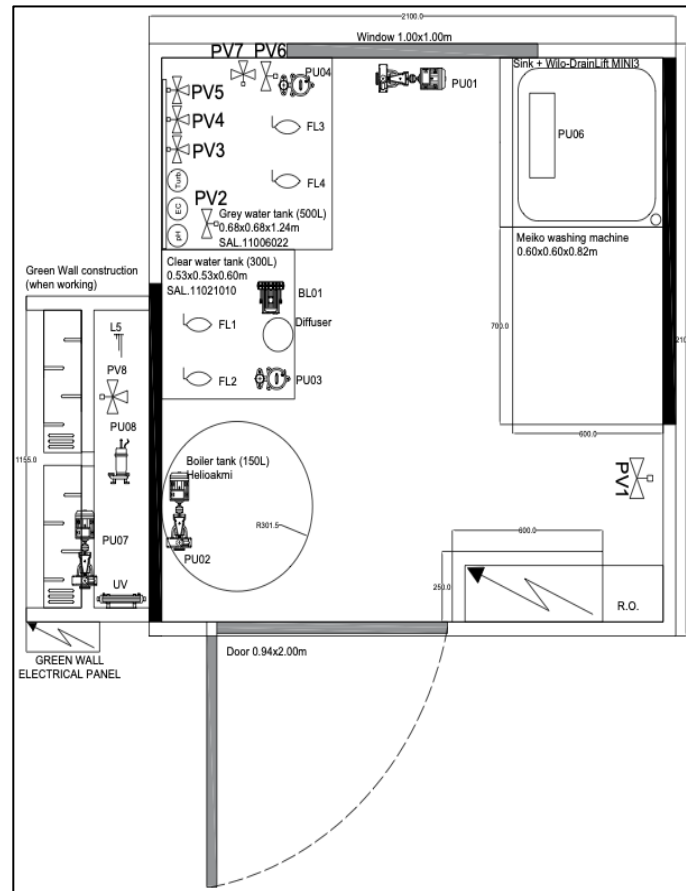 2100.0
Window 1.00x1.00m
PV7
PV6
PU04
PU01
Sink + Wilo-DrainLift MINI3
PV5
PV4
PV3
FL3
PU06
FL4
Turb.
EC
pH
PV2
Grey water tank (500L)
0.68x0.68x1.24m
SAL.11006022
Meiko washing machine
0.60x0.60x0.82m
Clear water tank (300L)
0.53x0.53x0.60m
SAL.11021010
Green Wall construction
(when working)
BL01
Diffuser
FL1
FL2
PU03
L5
PV8
PU08
700.0
210
600.0
1155.0
Boiler tank (150L)
Helioakmi
R301.5
PV1
PU07
PU02
UV
600.0
250.0
R.O.
GREEN WALL
ELECTRICAL PANEL
Door 0.94x2.00m